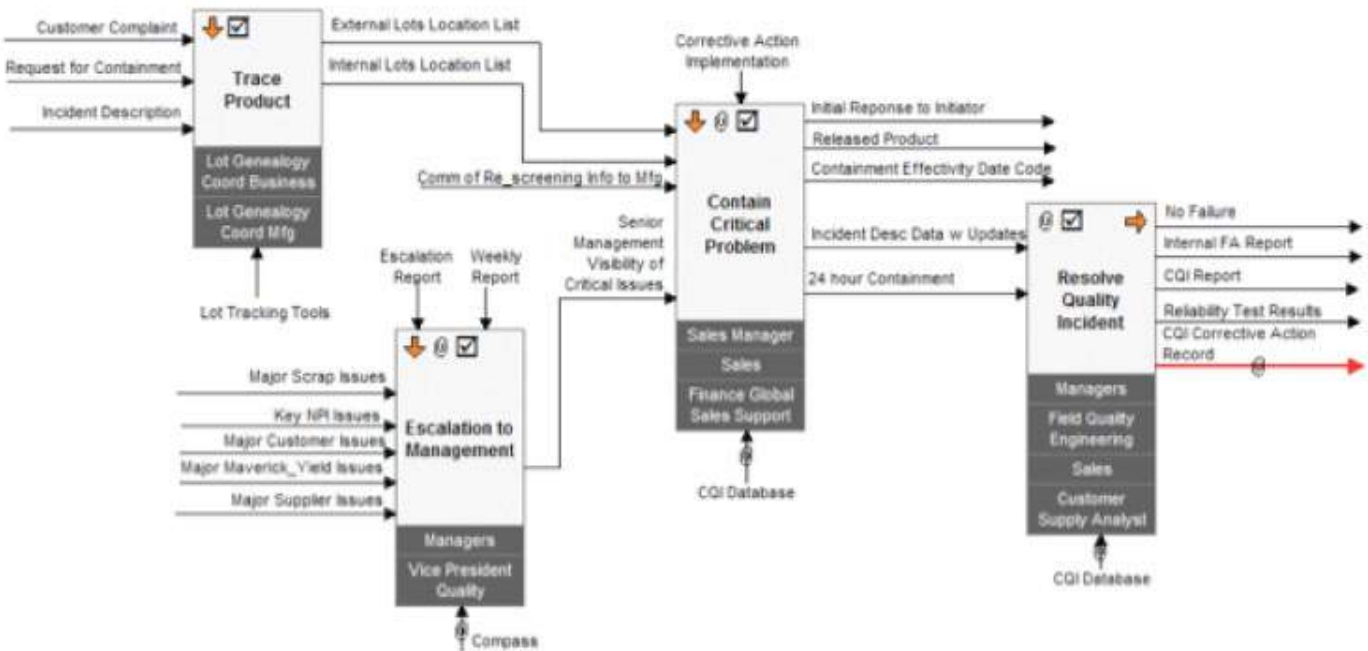 Customer Complaint
Request for Containment
Incident Description
Trace
Product
Lot Genealogy
Coord Business
Lot Genealogy
Coord Mfg
Lot Tracking Tools
External Lots Location List
Internal Lots Location List
Corrective Action
Implementation
Comm of Re_screening Info to Mfg
Senior
Management
Visibility of
Critical Issues
@
Contain
Critical
Problem
Sales Manager
Sales
Finance Global
Sales Support
@
CQI Database
Initial Reponse to Initiator
Released Product
Containment Effectivity Date Code
Incident Desc Data w Updates
24 hour Containment
Escalation
Report
Weekly
Report
Major Scrap Issues
Key NPI Issues
Major Customer Issues
Major Maverick_Yield Issues
Major Supplier Issues
@
Escalation to
Management
Managers
Vice President
Quality
@
Compass
@
Resolve
Quality
Incident
Managers
Field Quality
Engineering
Sales
Customer
Supply Analyst
@
CQI Database
No Failure
Internal FA Report
CQI Report
Reliability Test Results
CQI Corrective Action
Record
@